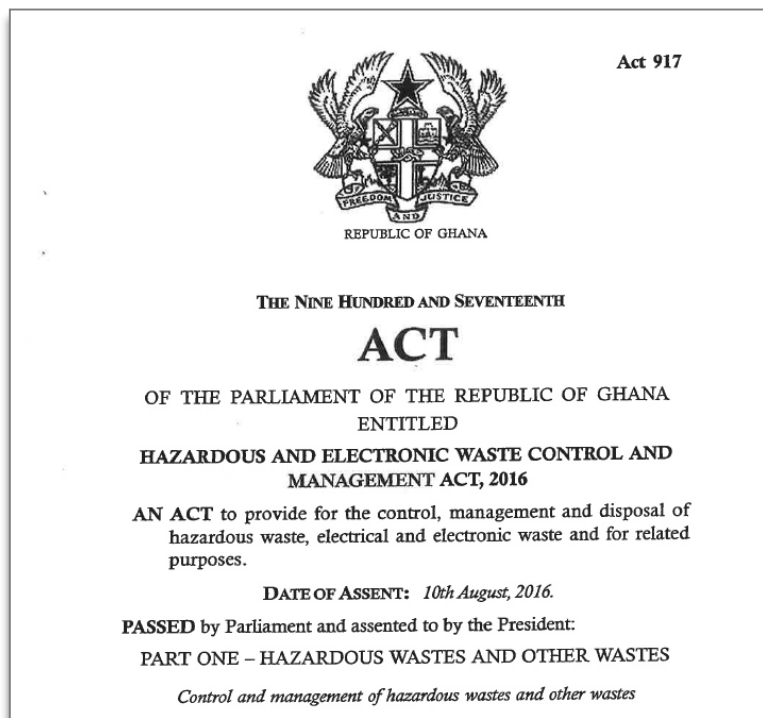 Act 917
FREEDOM AND JUSTICE
REPUBLIC OF GHANA
THE NINE HUNDRED AND SEVENTEENTH
ACT
OF THE PARLIAMENT OF THE REPUBLIC OF GHANA
ENTITLED
HAZARDOUS AND ELECTRONIC WASTE CONTROL AND
MANAGEMENT ACT, 2016
AN ACT to provide for the control, management and disposal of
hazardous waste, electrical and electronic waste and for related
purposes.
DATE OF ASSENT: 10th August, 2016.
PASSED by Parliament and assented to by the President:
PART ONE – HAZARDOUS WASTES AND OTHER WASTES
Control and management of hazardous wastes and other wastes